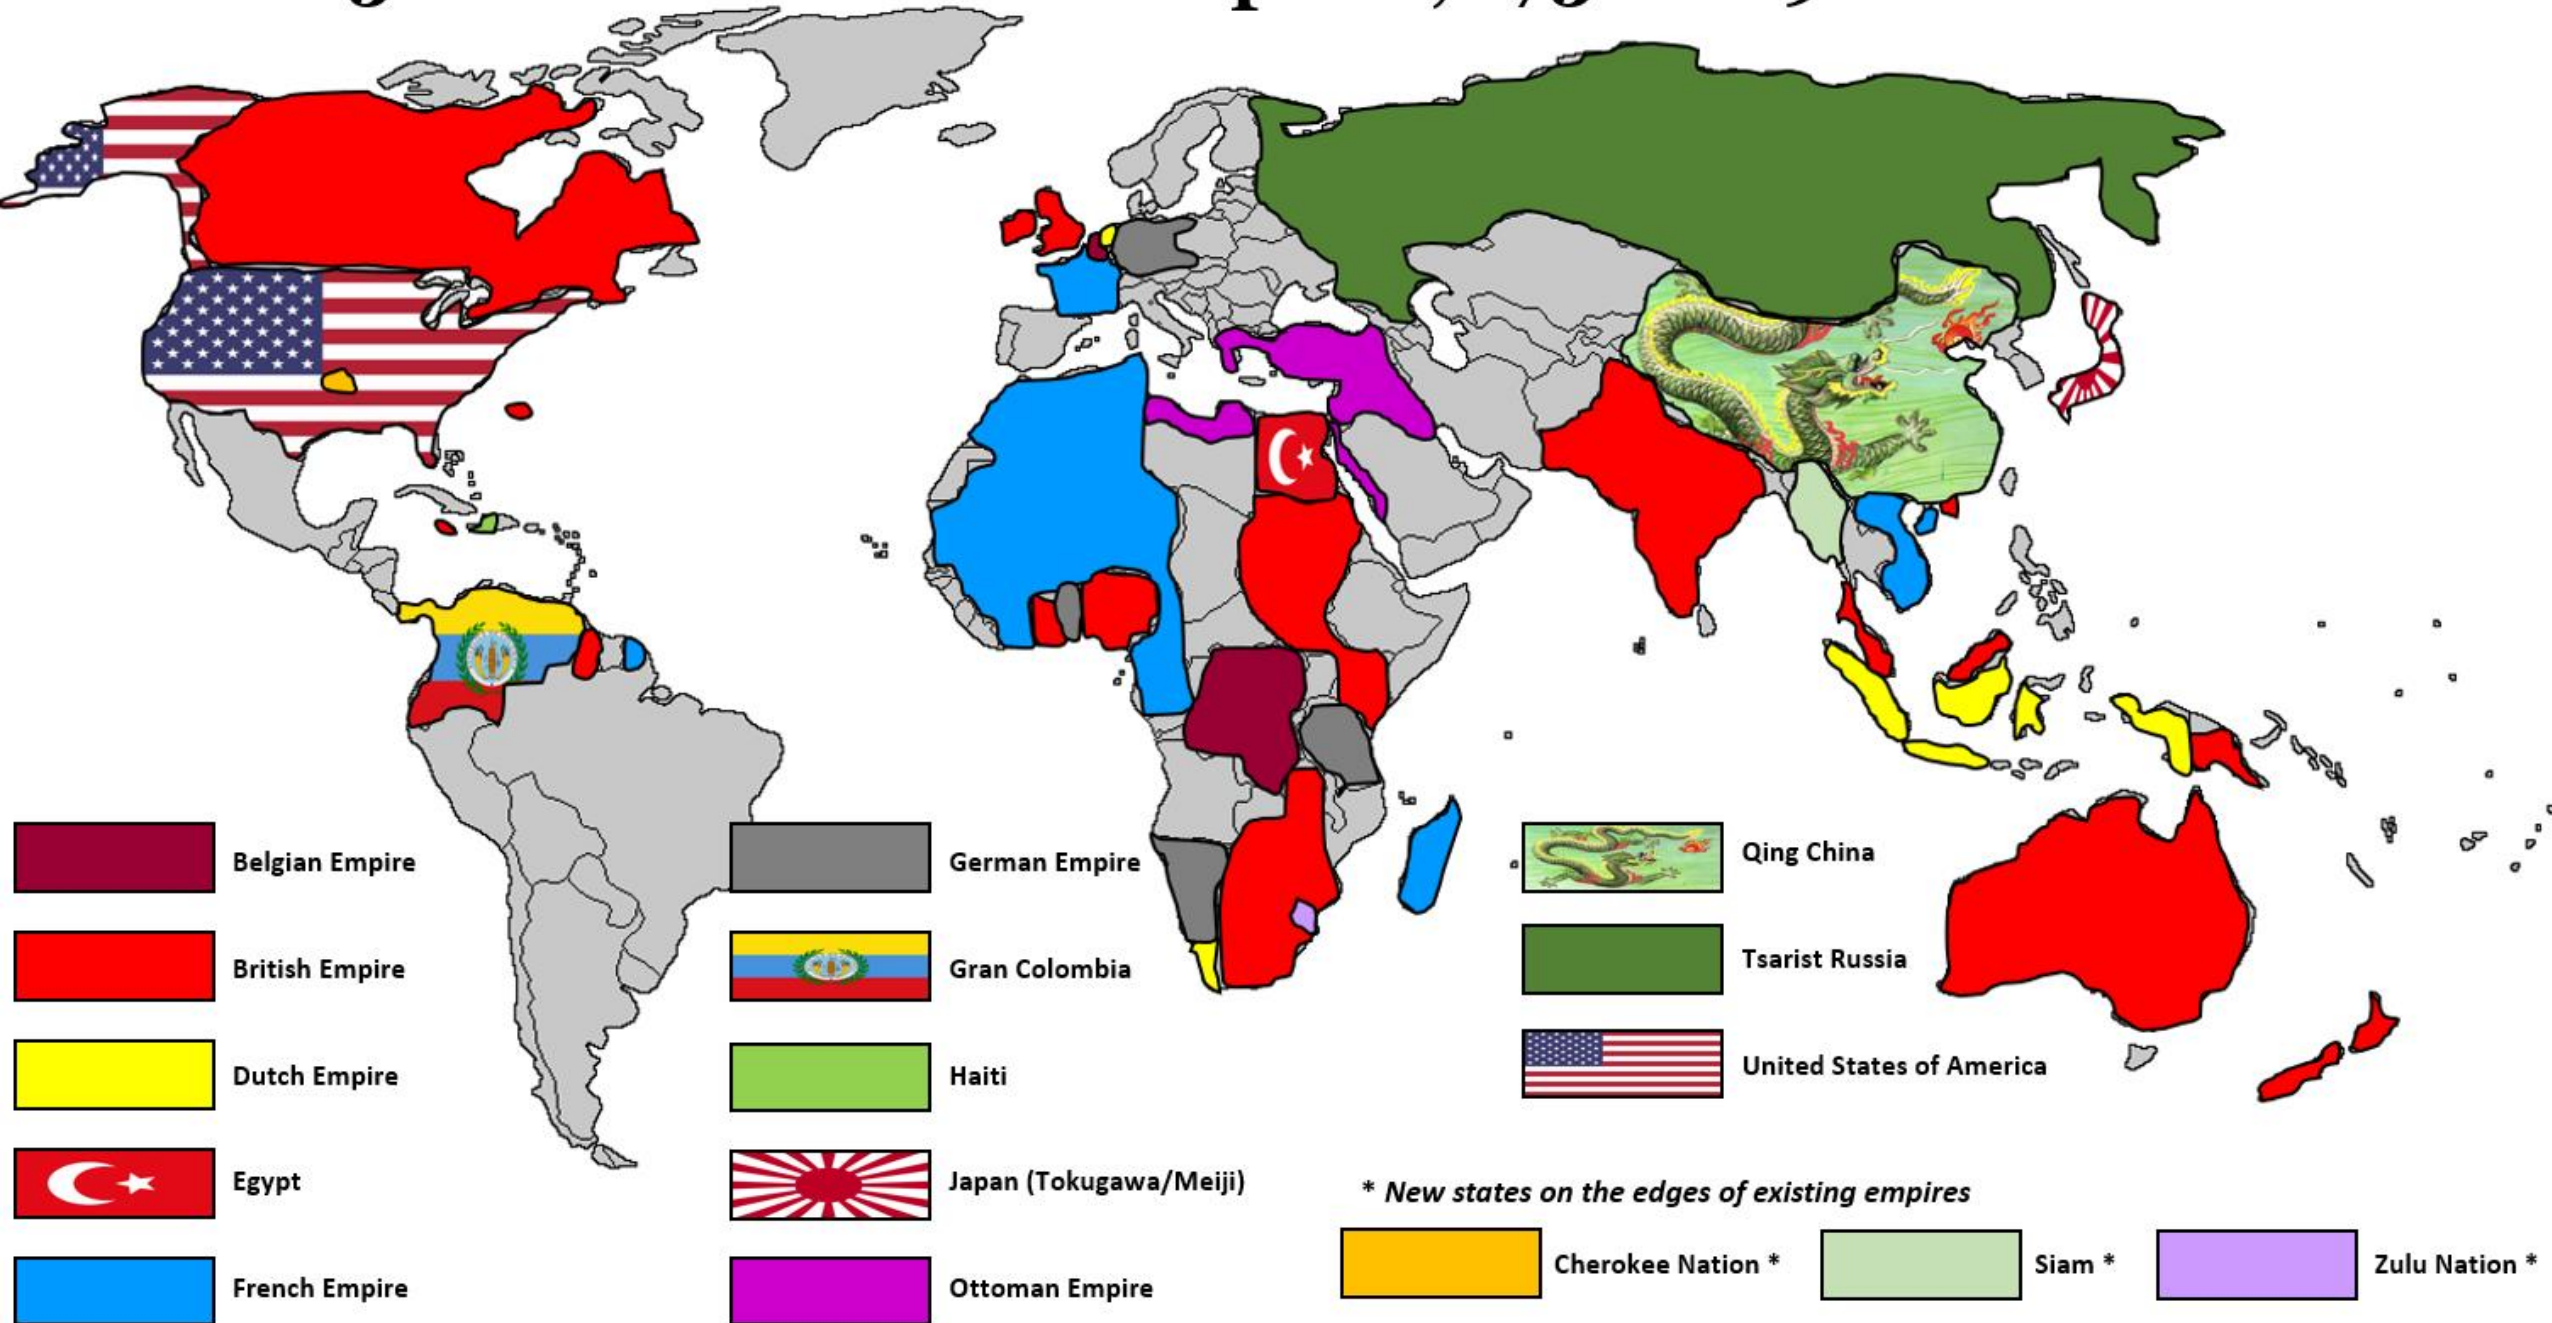 Belgian Empire
British Empire
Dutch Empire
Egypt
French Empire
German Empire
Gran Colombia
Haiti
Japan (Tokugawa/Meiji)
Ottoman Empire
Qing China
Tsarist Russia
United States of America
* New states on the edges of existing empires
Cherokee Nation *
Siam *
Zulu Nation *